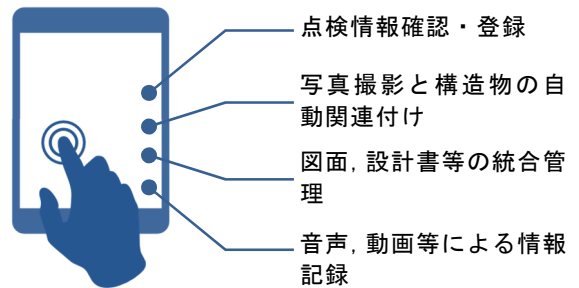 点検情報確認・登録
写真撮影と構造物の自
動関連付け
図面,設計書等の統合管
理
音声,動画等による情報
記録